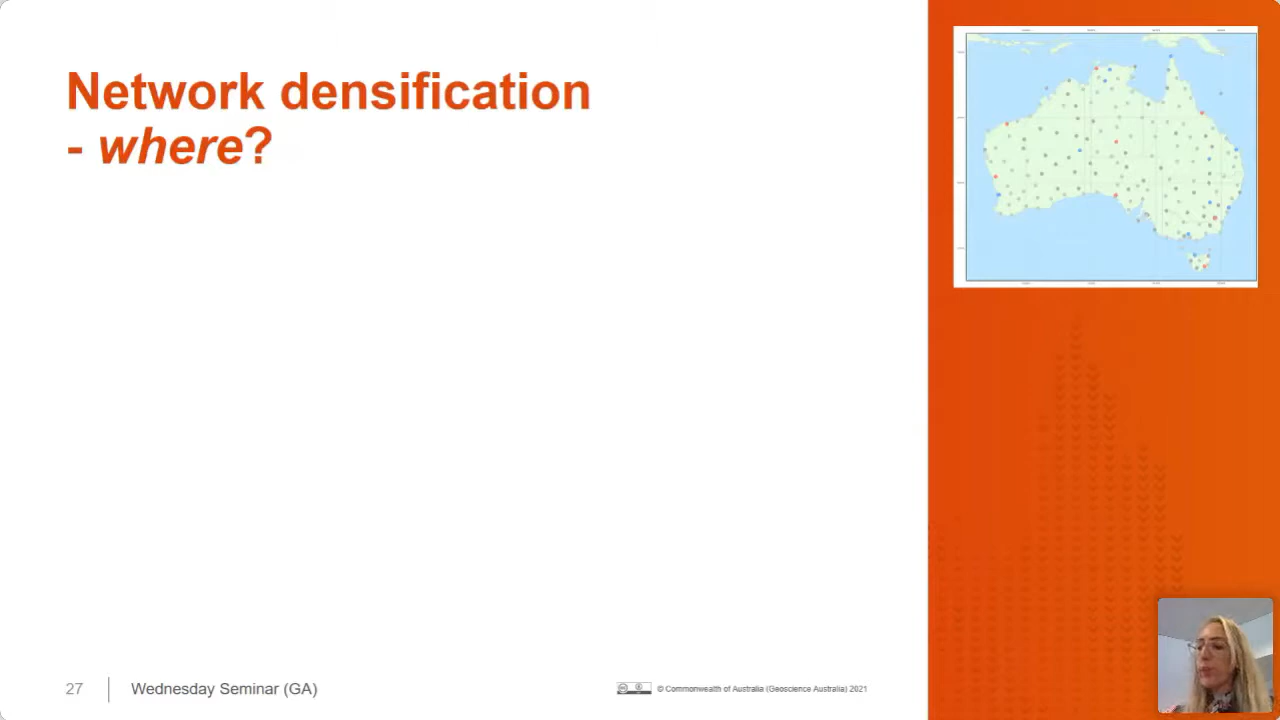 Network densification
- where?
27
Wednesday Seminar (GA)
© Commonwealth of Australia (Geoscience Australia) 2021